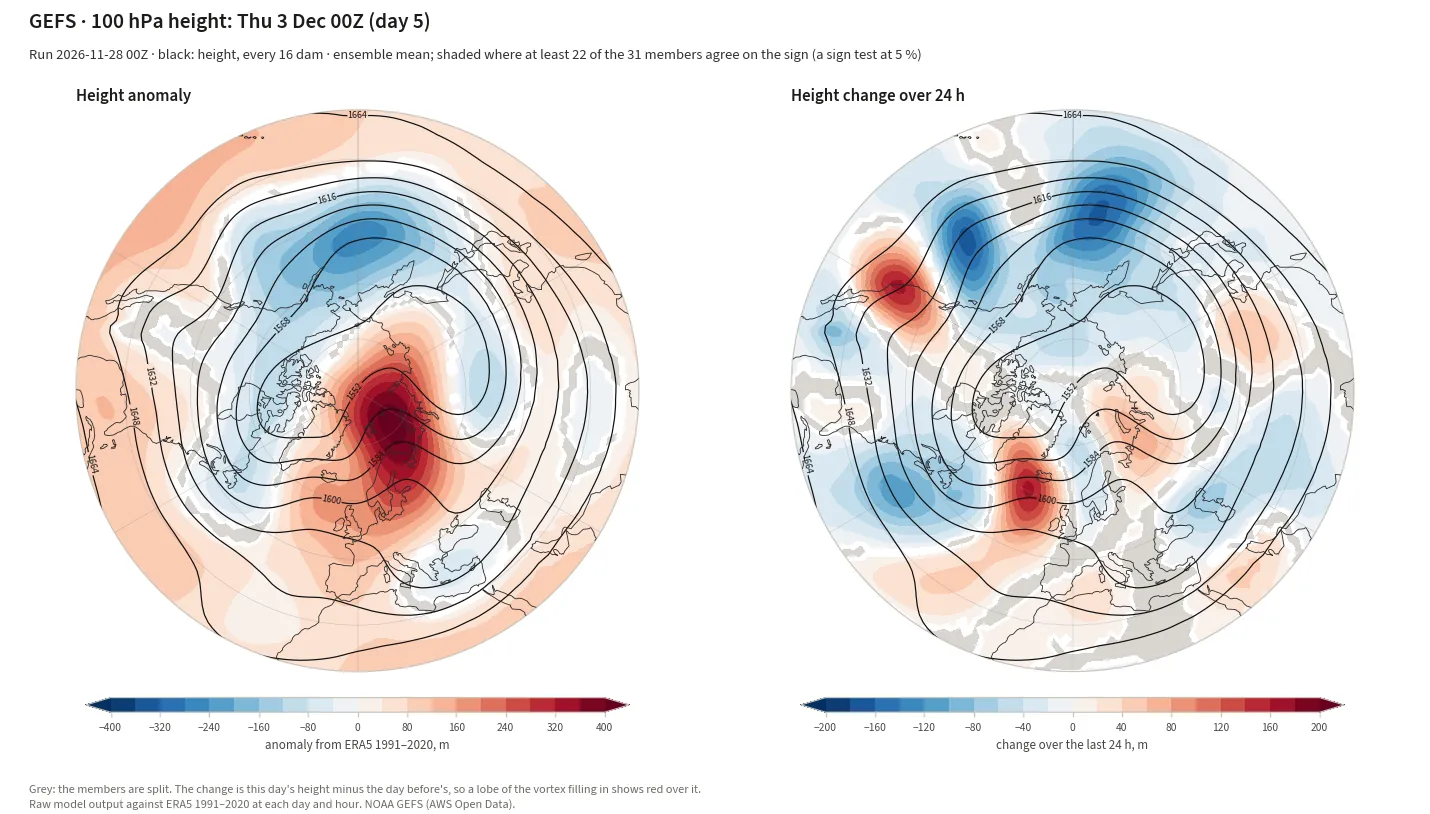 GEFS · 100 hPa height: Thu 3 Dec 00Z (day 5)
Run 2026-11-28 00Z · black: height, every 16 dam · ensemble mean; shaded where at least 22 of the 31 members agree on the sign (a sign test at 5 %)
Height anomaly
Height change over 24 h
1664
1616
1568
1552
1632
1648
1664
1584
1600
1664
1616
1568
1552
1632
1648
1664
1584
1600
−400 −320 −240 −160 −80 0 80 160 240 320 400
anomaly from ERA5 1991–2020, m
−200 −160 −120 −80 −40 0 40 80 120 160 200
change over the last 24 h, m
Grey: the members are split. The change is this day's height minus the day before's, so a lobe of the vortex filling in shows red over it.
Raw model output against ERA5 1991–2020 at each day and hour. NOAA GEFS (AWS Open Data).